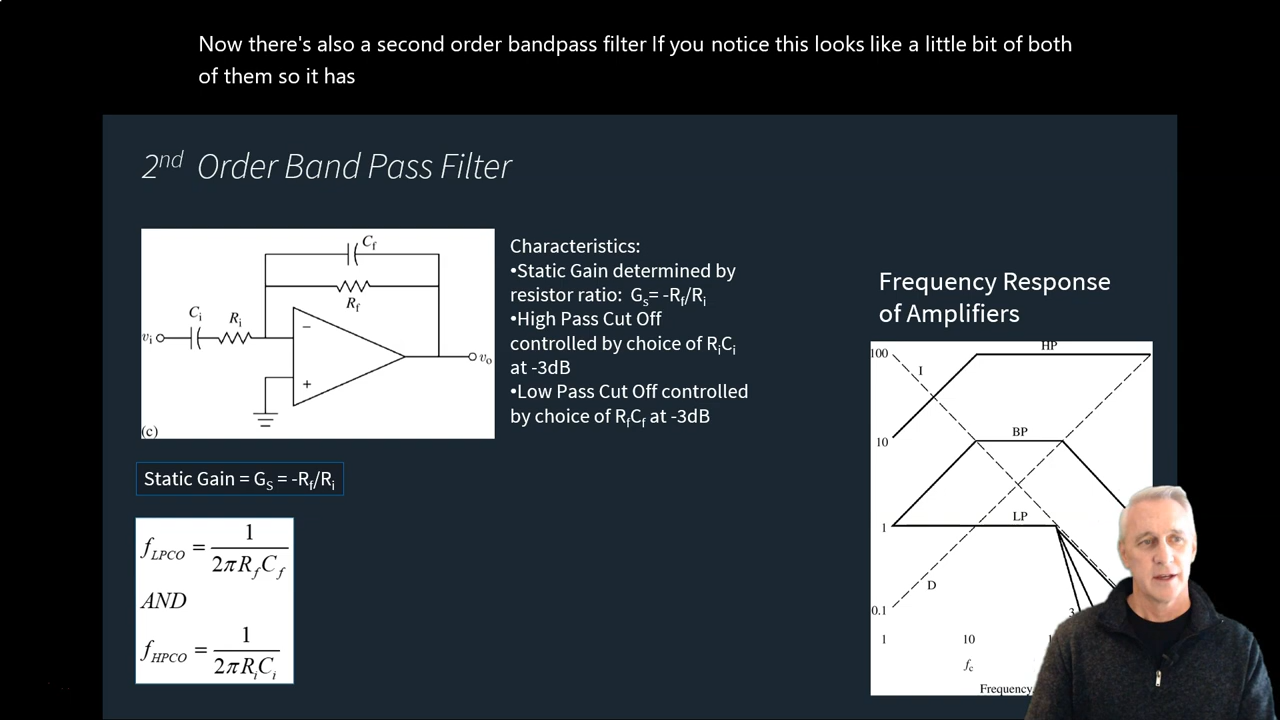 Now there's also a second order bandpass filter If you notice this looks like a little bit of both
of them so it has
2nd Order Band Pass Filter
Cf
Rf
Ci
Ri
vi
−
+
vo
(c)
Characteristics:
•Static Gain determined by
resistor ratio: Gs= -Rf/Ri
•High Pass Cut Off
controlled by choice of RiCi
at -3dB
•Low Pass Cut Off controlled
by choice of RfCf at -3dB
Static Gain = GS = -Rf/Ri
fLPCO = 1 / 2πRfCf
AND
fHPCO = 1 / 2πRiCi
Frequency Response
of Amplifiers
100
HP
I
10
BP
1
LP
D
0.1
3
1
10
fc
Frequency